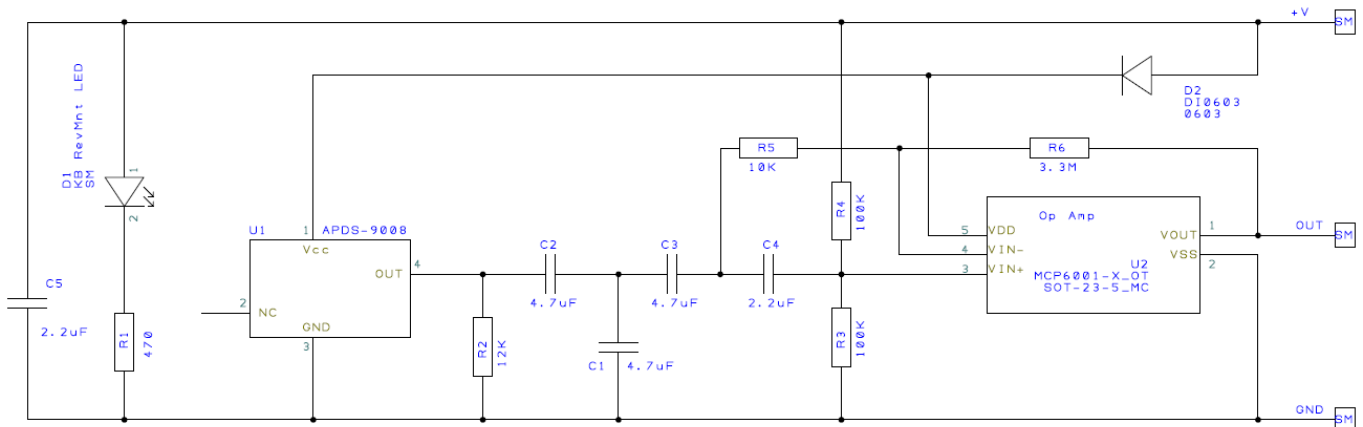 +V
SM
D1
KB RevMnt LED
SM
1
2
D2
DI0603
0603
R5
10K
R6
3.3M
R4
100K
U1
APDS-9008
1
Vcc
4
OUT
2
NC
GND
3
C5
2.2uF
R1
470
R2
12K
C2
4.7uF
C1
4.7uF
C3
4.7uF
C4
2.2uF
R3
100K
Op Amp
5
VDD
4
VIN-
3
VIN+
VOUT
1
VSS
2
U2
MCP6001-X_OT
SOT-23-5_MC
OUT
SM
GND
SM